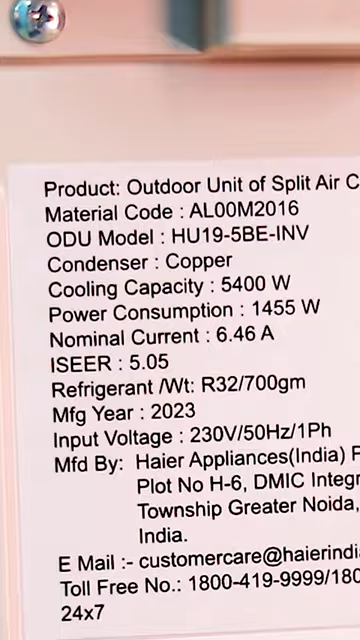 Product: Outdoor Unit of Split Air C
Material Code : AL00M2016
ODU Model : HU19-5BE-INV
Condenser : Copper
Cooling Capacity : 5400 W
Power Consumption : 1455 W
Nominal Current : 6.46 A
ISEER : 5.05
Refrigerant /Wt: R32/700gm
Mfg Year : 2023
Input Voltage : 230V/50Hz/1Ph
Mfd By: Haier Appliances(India) P
Plot No H-6, DMIC Integr
Township Greater Noida,
India.
E Mail :- customercare@haierindi
Toll Free No.: 1800-419-9999/180
24x7